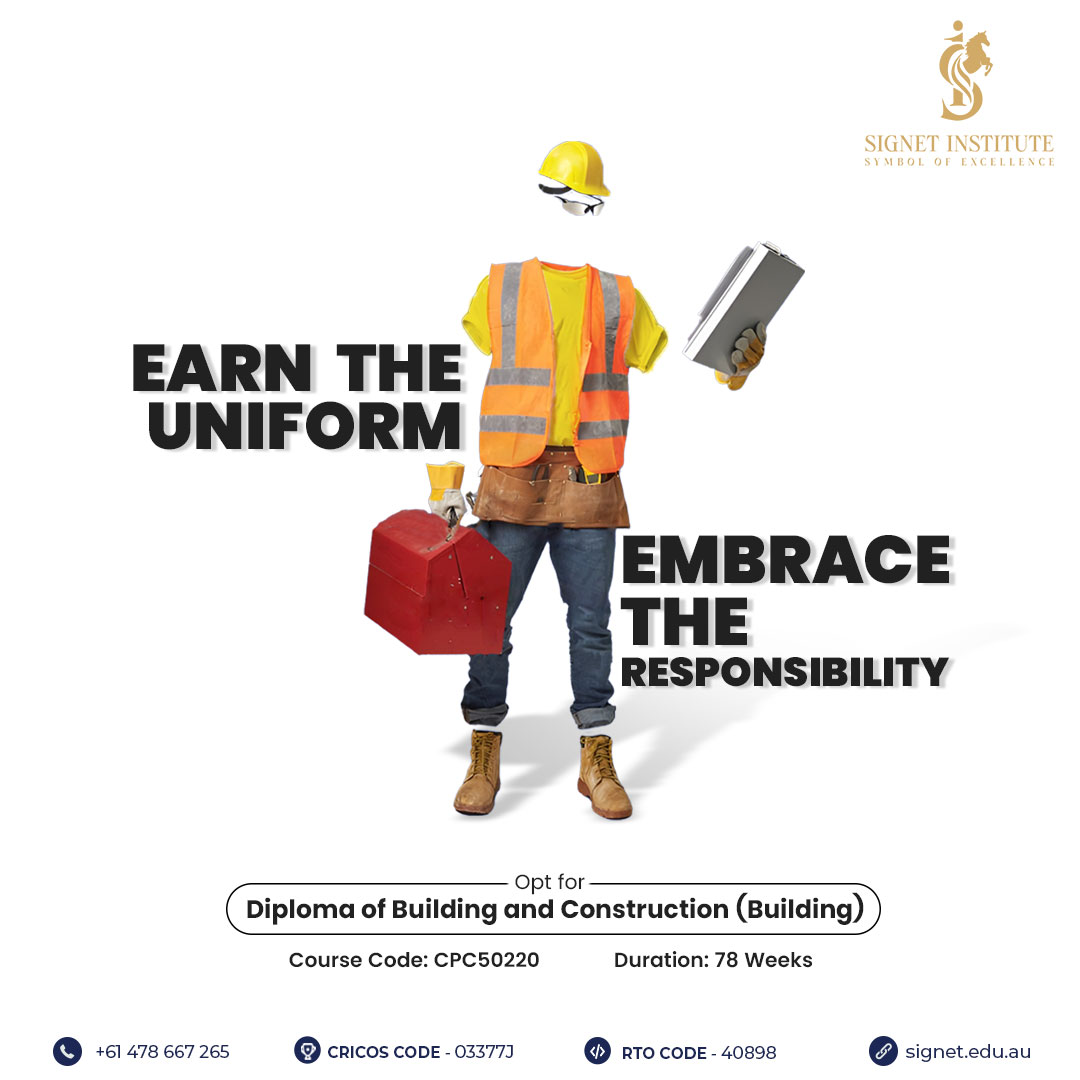 SIGNET INSTITUTE
SYMBOL OF EXCELLENCE
EARN THE
UNIFORM
EMBRACE
THE
RESPONSIBILITY
Opt for
Diploma of Building and Construction (Building)
Course Code: CPC50220 Duration: 78 Weeks
+61 478 667 265 CRICOS CODE - 03377J RTO CODE - 40898 signet.edu.au